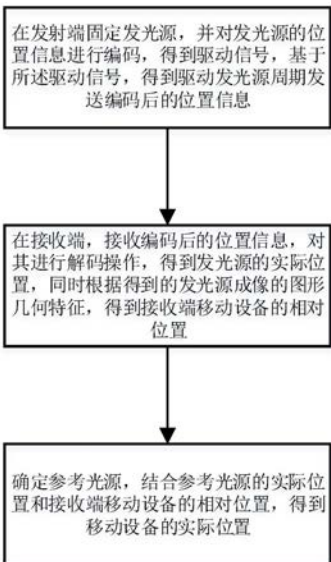 在发射端固定发光源，并对发光源的位
置信息进行编码，得到驱动信号，基于
所述驱动信号，得到驱动发光源周期发
送编码后的位置信息
在接收端，接收编码后的位置信息，对
其进行解码操作，得到发光源的实际位
置，同时根据得到的发光源成像的图形
几何特征，得到接收端移动设备的相对
位置
确定参考光源，结合参考光源的实际位
置和接收端移动设备的相对位置，得到
移动设备的实际位置